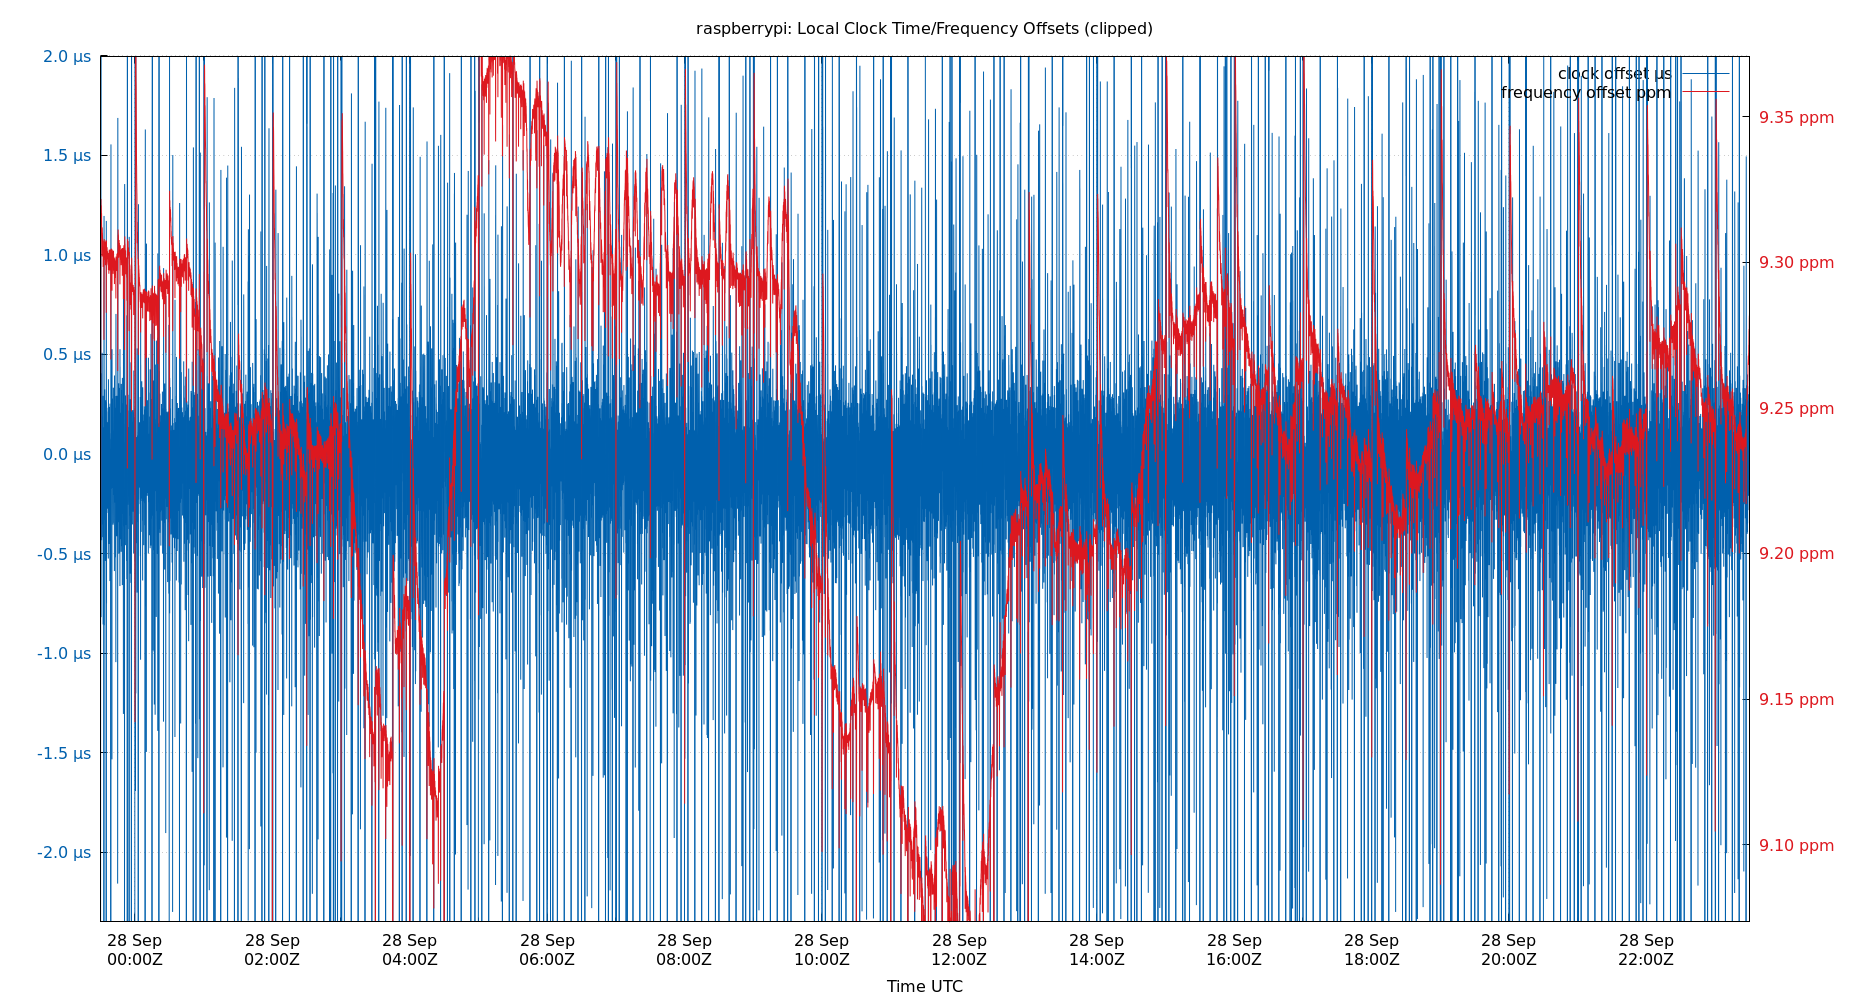 raspberrypi: Local Clock Time/Frequency Offsets (clipped)
clock offset µs
frequency offset ppm
2.0 µs
1.5 µs
1.0 µs
0.5 µs
0.0 µs
-0.5 µs
-1.0 µs
-1.5 µs
-2.0 µs
9.35 ppm
9.30 ppm
9.25 ppm
9.20 ppm
9.15 ppm
9.10 ppm
28 Sep 28 Sep 28 Sep 28 Sep 28 Sep 28 Sep 28 Sep 28 Sep 28 Sep 28 Sep 28 Sep 28 Sep
00:00Z 02:00Z 04:00Z 06:00Z 08:00Z 10:00Z 12:00Z 14:00Z 16:00Z 18:00Z 20:00Z 22:00Z
Time UTC